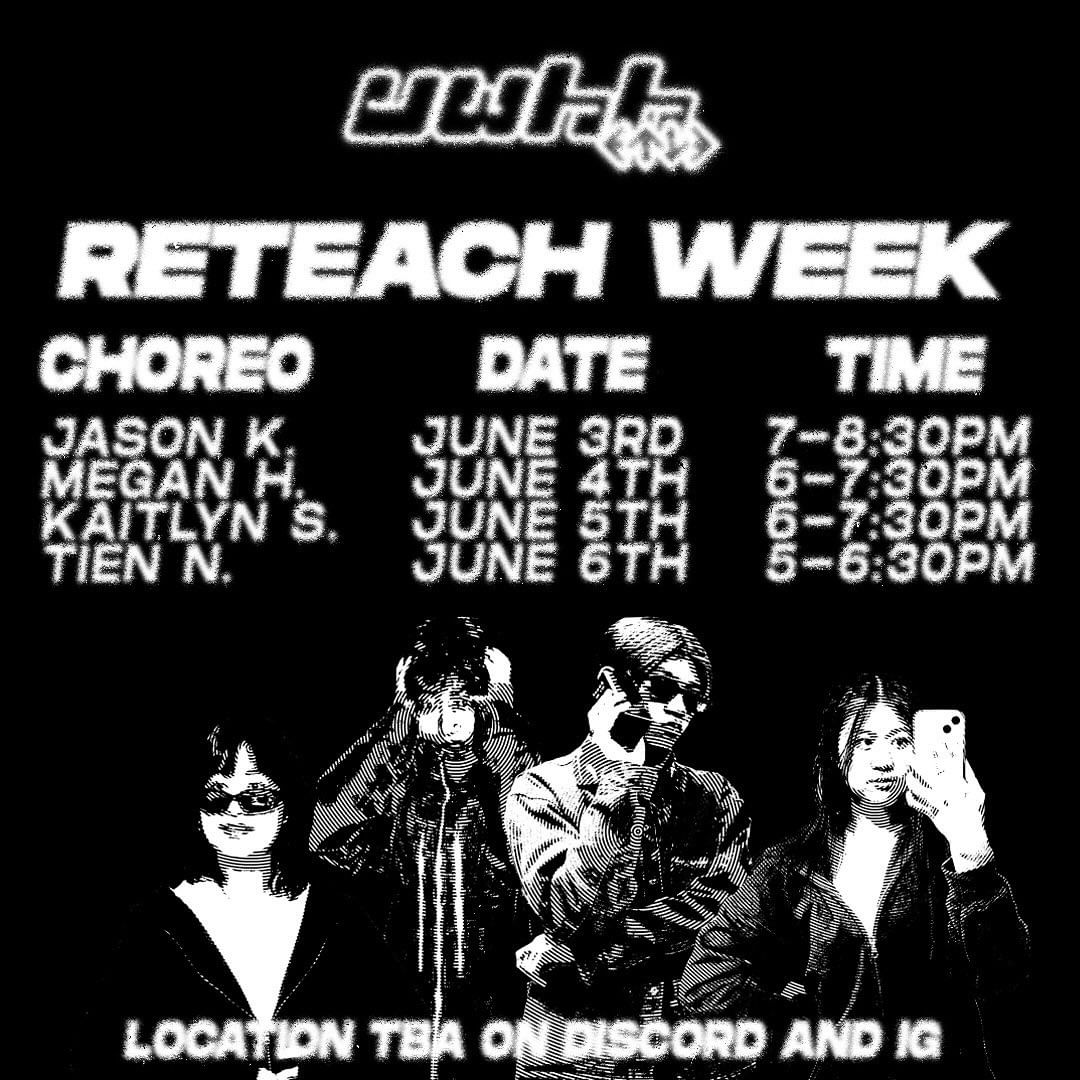 RETEACH WEEK
CHOREO DATE TIME
JASON K. JUNE 3RD 7-8:30PM
MEGAN H. JUNE 4TH 6-7:30PM
KAITLYN S. JUNE 5TH 6-7:30PM
TIEN N. JUNE 6TH 5-6:30PM
LOCATION TBA ON DISCORD AND IG